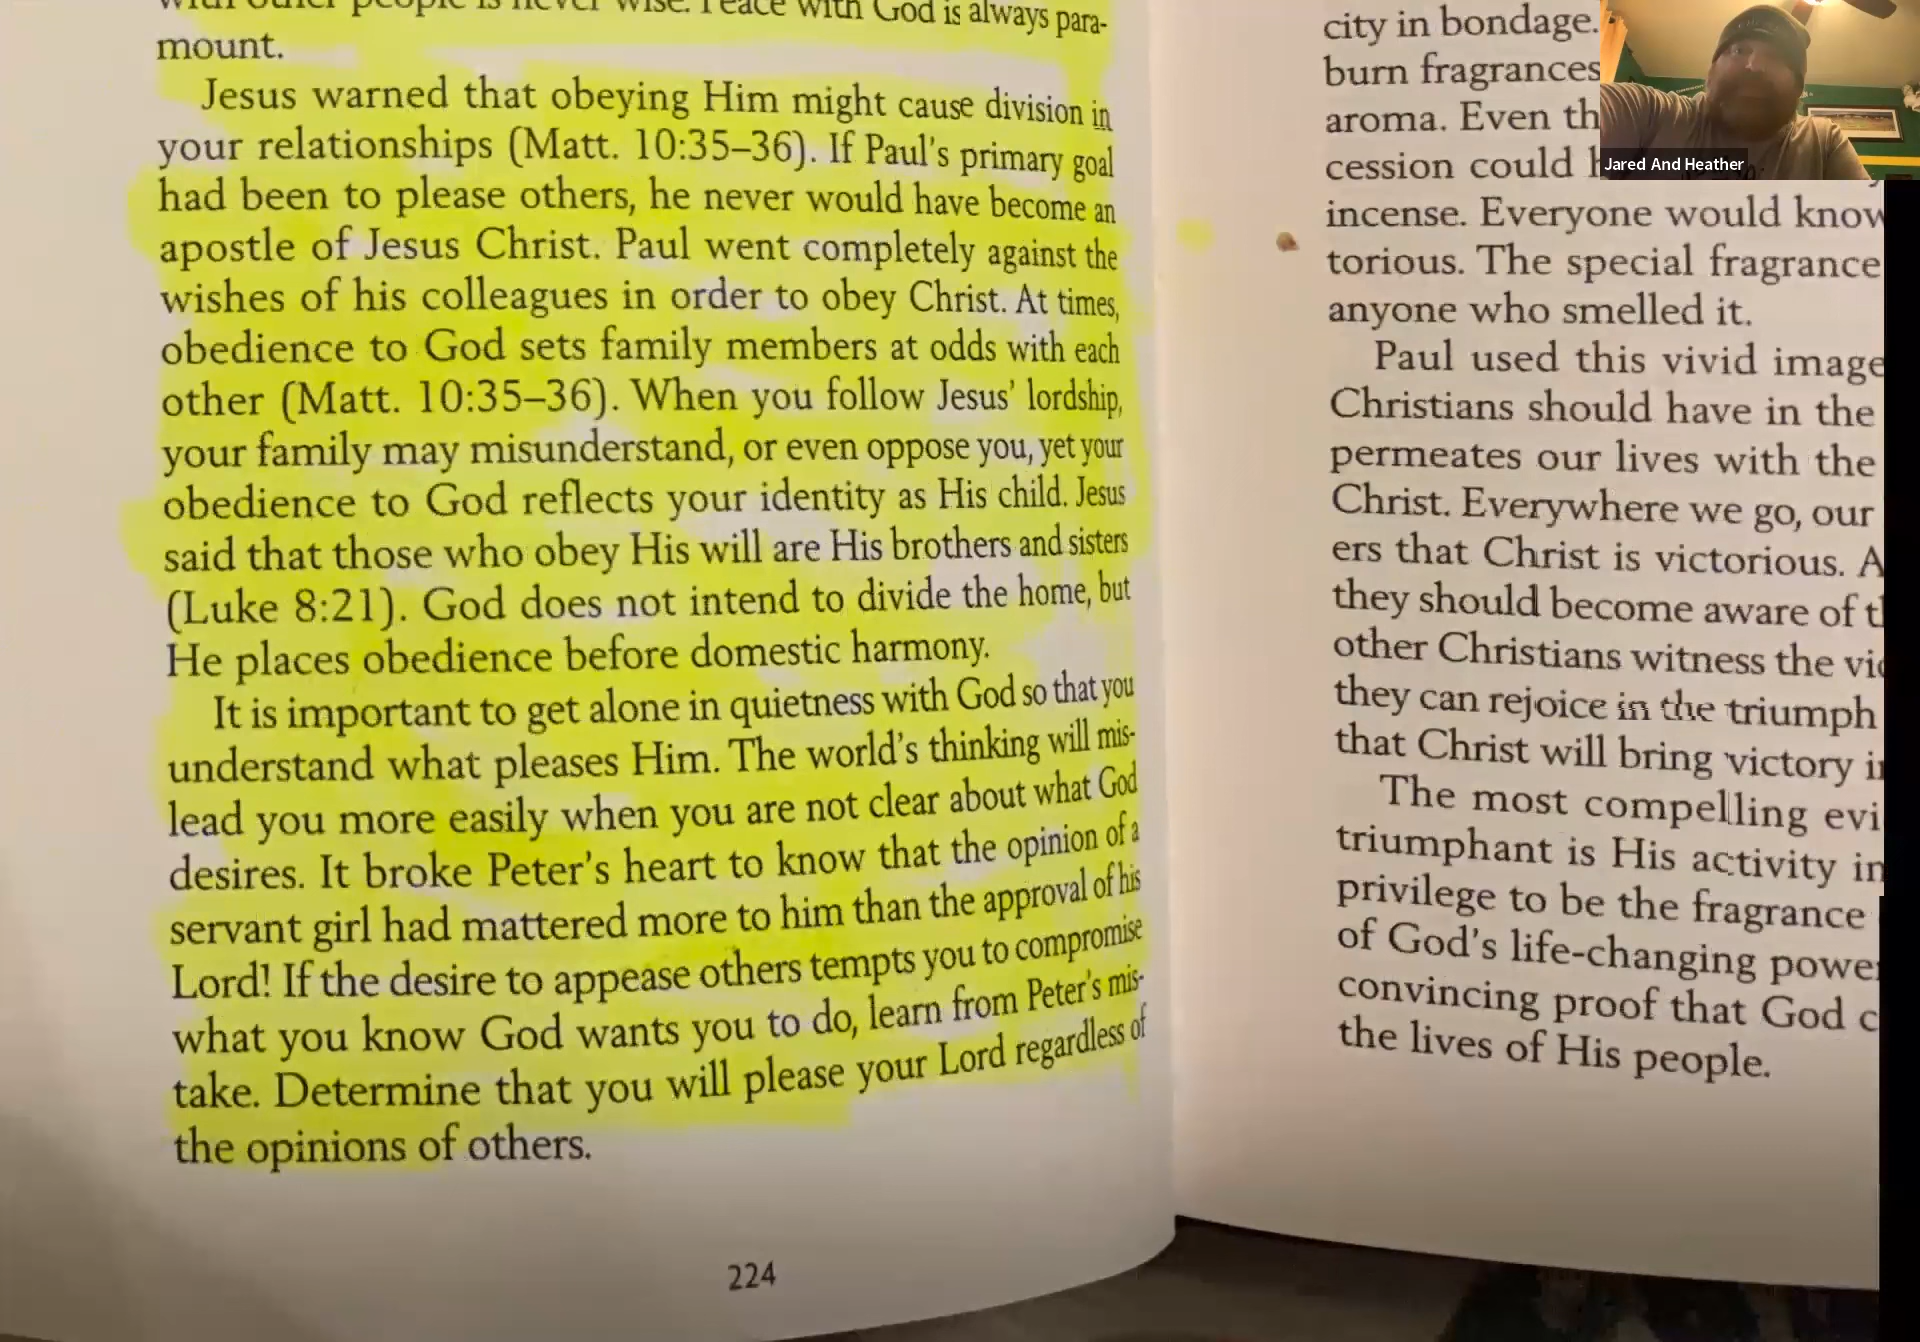 with other people is never wise. Peace with God is always para-
mount.
Jesus warned that obeying Him might cause division in
your relationships (Matt. 10:35–36). If Paul's primary goal
had been to please others, he never would have become an
apostle of Jesus Christ. Paul went completely against the
wishes of his colleagues in order to obey Christ. At times,
obedience to God sets family members at odds with each
other (Matt. 10:35–36). When you follow Jesus' lordship,
your family may misunderstand, or even oppose you, yet your
obedience to God reflects your identity as His child. Jesus
said that those who obey His will are His brothers and sisters
(Luke 8:21). God does not intend to divide the home, but
He places obedience before domestic harmony.
It is important to get alone in quietness with God so that you
understand what pleases Him. The world's thinking will mis-
lead you more easily when you are not clear about what God
desires. It broke Peter's heart to know that the opinion of a
servant girl had mattered more to him than the approval of his
Lord! If the desire to appease others tempts you to compromise
what you know God wants you to do, learn from Peter's mis-
take. Determine that you will please your Lord regardless of
the opinions of others.
224
city in bondage.
burn fragrances
aroma. Even th
cession could
incense. Everyone would know
torious. The special fragrance
anyone who smelled it.
Paul used this vivid image
Christians should have in the
permeates our lives with the
Christ. Everywhere we go, our
ers that Christ is victorious. A
they should become aware of t
other Christians witness the vic
they can rejoice in the triumph
that Christ will bring victory i
The most compelling evi
triumphant is His activity in
privilege to be the fragrance
of God's life-changing power
convincing proof that God c
the lives of His people.
Jared And Heather